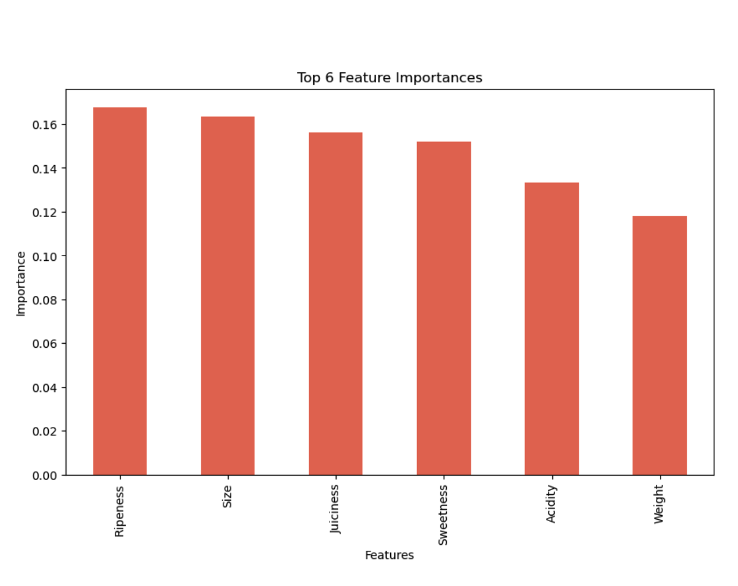 Top 6 Feature Importances
Importance
0.16
0.14
0.12
0.10
0.08
0.06
0.04
0.02
0.00
Ripeness
Size
Juiciness
Sweetness
Acidity
Weight
Features